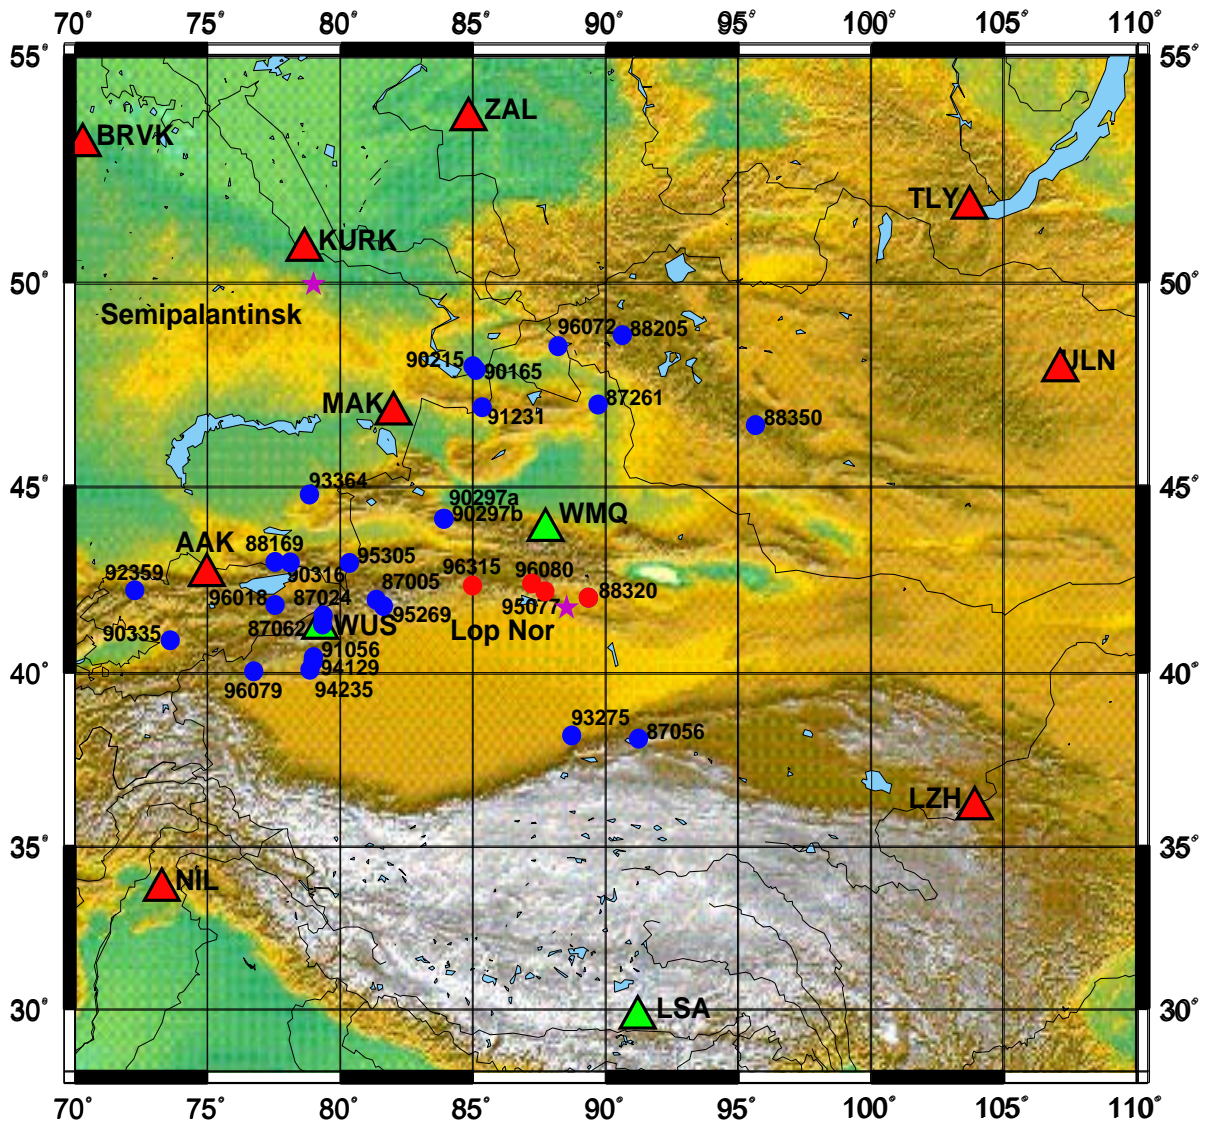 70° 75° 80° 85° 90° 95° 100° 105° 110°
55° 55°
ZAL
BRVK
TLY
KURK
50° 50°
Semipalantinsk
96072 88205
90215
90165
ULN
MAK
87261
91231
88350
93364
45° 45°
90297a
90297b
WMQ
AAK
88169
95305
96315
96080
92359
90316
87005
88320
96018
87024
95269
95077
87062
WUS
Lop Nor
90335
91056
94129
40° 40°
96079
94235
93275
87056
LZH
35° 35°
NIL
30° 30°
LSA
70° 75° 80° 85° 90° 95° 100° 105° 110°